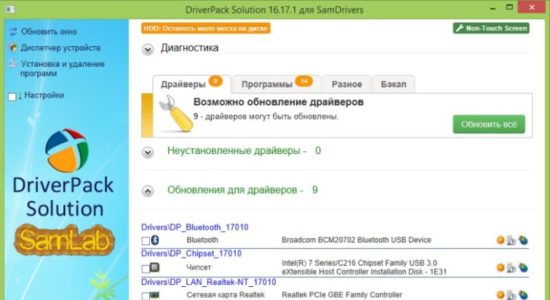 DriverPack Solution 16.17.1 для SamDrivers
Обновить окно
Диспетчер устройств
Установка и удаление
программ
Настройки
DriverPack
Solution
SamLab
HDD: Осталось мало места на диске
Non-Touch Screen
Диагностика
Драйверы 9
Программы 14
Разное
Бэкап
Возможно обновление драйверов
9 - драйверов могут быть обновлены.
Обновить всё
Неустановленные драйверы - 0
Обновления для драйверов - 9
Drivers\DP_Bluetooth_17010
Bluetooth Broadcom BCM20702 Bluetooth USB Device
Drivers\DP_Chipset_17010
Чипсет Intel(R) 7 Series/C216 Chipset Family USB 3.0
eXtensible Host Controller Installation Disk - 1E31
Drivers\DP_LAN_Realtek-NT_17010
Сетевая карта Realtek Realtek PCIe GBE Family Controller